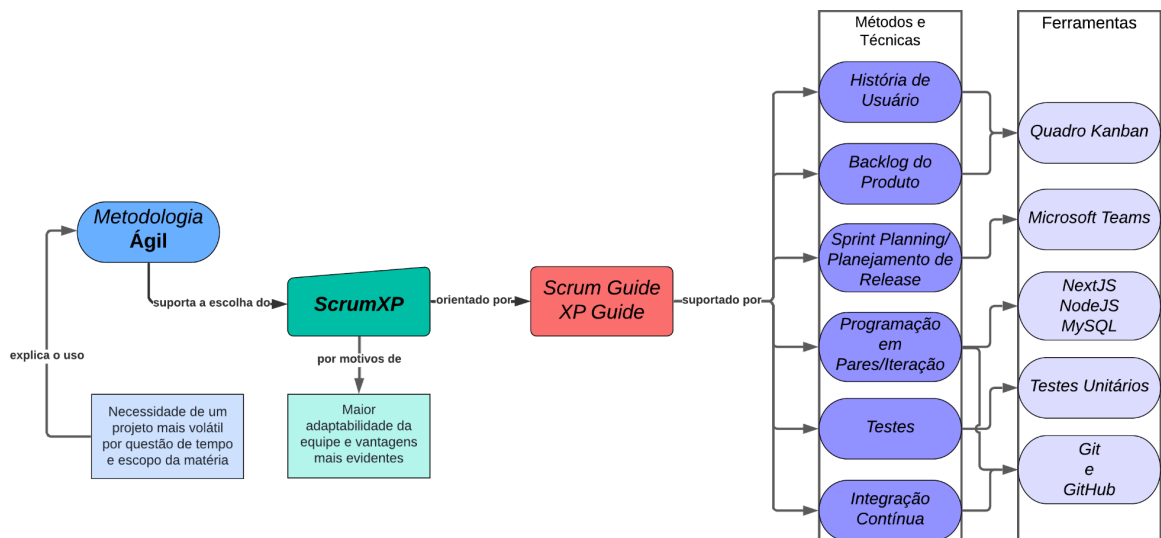 Métodos e
Técnicas
Ferramentas
História de
Usuário
Quadro Kanban
Backlog do
Produto
Metodologia
Ágil
Microsoft Teams
Sprint Planning/
Planejamento de
Release
suporta a escolha do
ScrumXP
orientado por
Scrum Guide
XP Guide
suportado por
NextJS
NodeJS
MySQL
Programação
em
Pares/Iteração
explica o uso
por motivos de
Testes Unitários
Necessidade de um
projeto mais volátil
por questão de tempo
e escopo da matéria
Maior
adaptabilidade da
equipe e vantagens
mais evidentes
Testes
Git
e
GitHub
Integração
Contínua